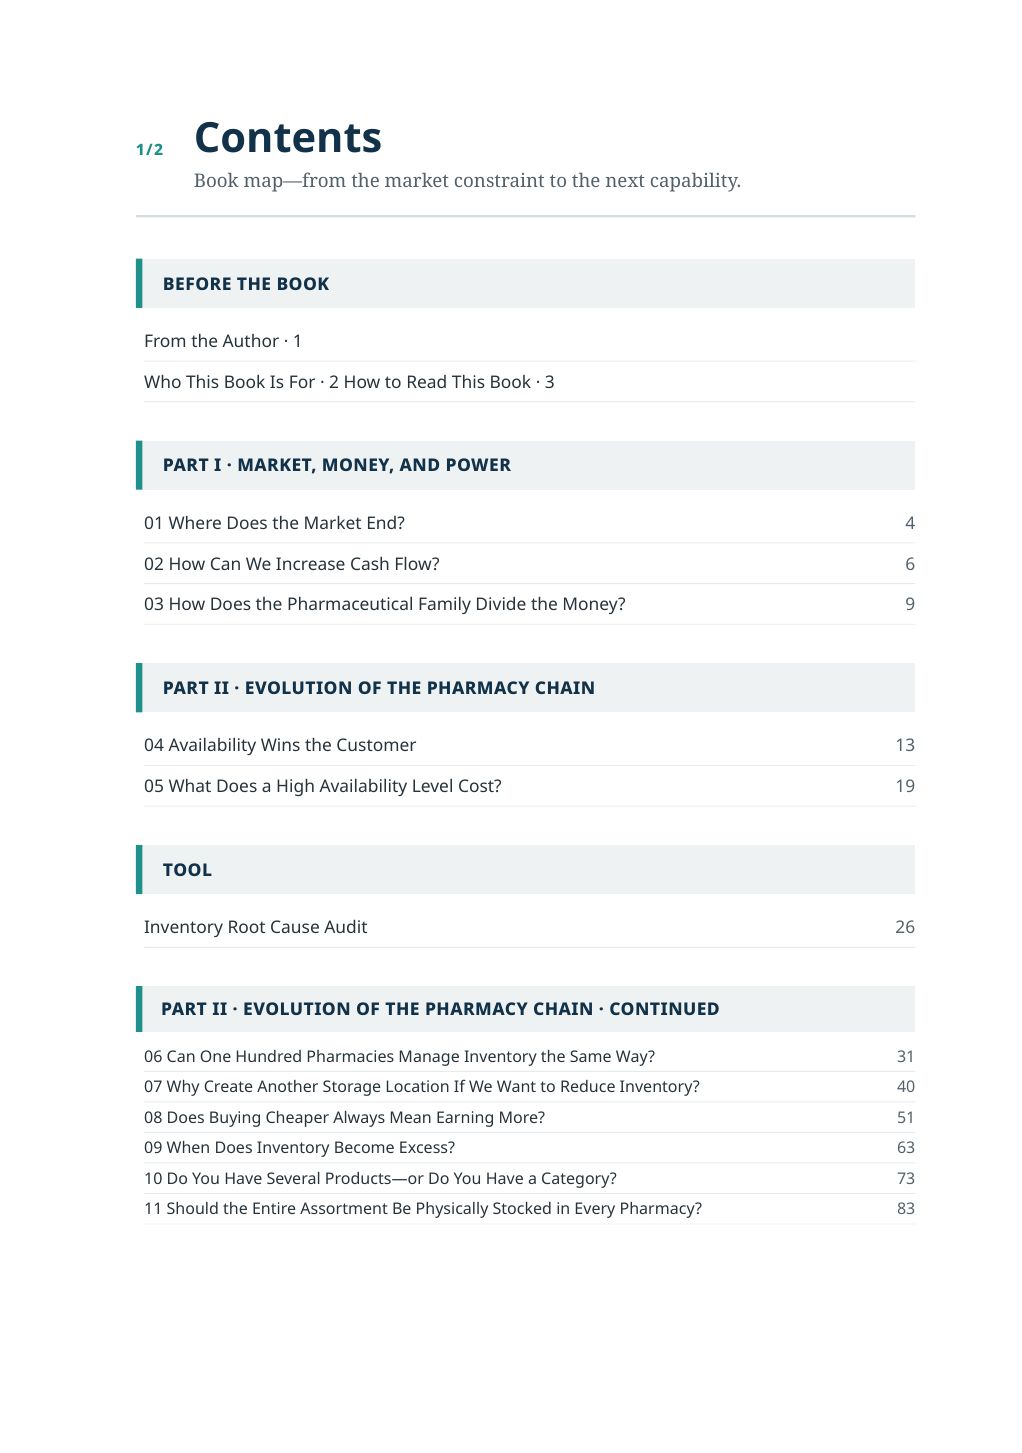 1/2
Contents
Book map—from the market constraint to the next capability.
BEFORE THE BOOK
From the Author · 1
Who This Book Is For · 2 How to Read This Book · 3
PART I · MARKET, MONEY, AND POWER
01 Where Does the Market End? 4
02 How Can We Increase Cash Flow? 6
03 How Does the Pharmaceutical Family Divide the Money? 9
PART II · EVOLUTION OF THE PHARMACY CHAIN
04 Availability Wins the Customer 13
05 What Does a High Availability Level Cost? 19
TOOL
Inventory Root Cause Audit 26
PART II · EVOLUTION OF THE PHARMACY CHAIN · CONTINUED
06 Can One Hundred Pharmacies Manage Inventory the Same Way? 31
07 Why Create Another Storage Location If We Want to Reduce Inventory? 40
08 Does Buying Cheaper Always Mean Earning More? 51
09 When Does Inventory Become Excess? 63
10 Do You Have Several Products—or Do You Have a Category? 73
11 Should the Entire Assortment Be Physically Stocked in Every Pharmacy? 83